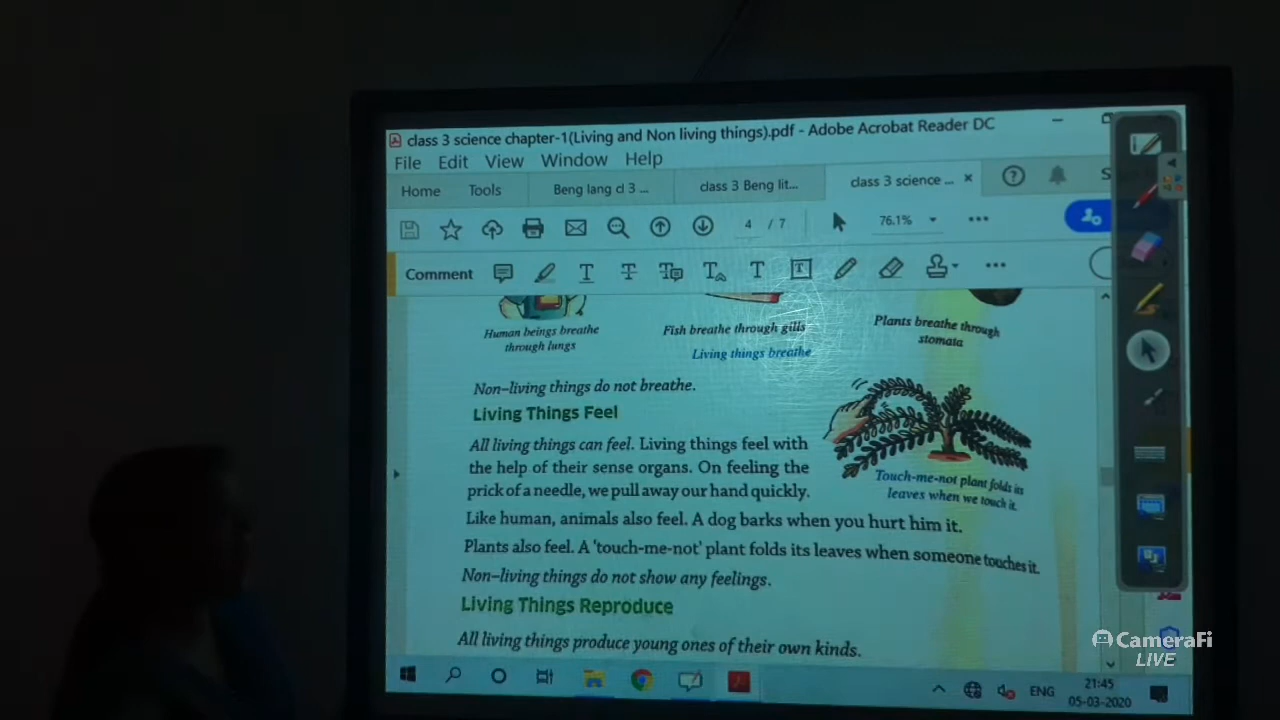 class 3 science chapter-1(Living and Non living things).pdf - Adobe Acrobat Reader DC
File Edit View Window Help
Home Tools Beng lang cl 3 ... class 3 Beng lit... class 3 science ... ×
4 / 7 76.1%
Comment
Human beings breathe
through lungs
Fish breathe through gills
Plants breathe through
stomata
Living things breathe
Non–living things do not breathe.
Living Things Feel
All living things can feel. Living things feel with
the help of their sense organs. On feeling the
prick of a needle, we pull away our hand quickly.
Touch-me-not plant folds its
leaves when we touch it.
Like human, animals also feel. A dog barks when you hurt him it.
Plants also feel. A 'touch-me-not' plant folds its leaves when someone touches it.
Non–living things do not show any feelings.
Living Things Reproduce
All living things produce young ones of their own kinds.
CameraFi
LIVE
ENG
21:45
05-03-2020